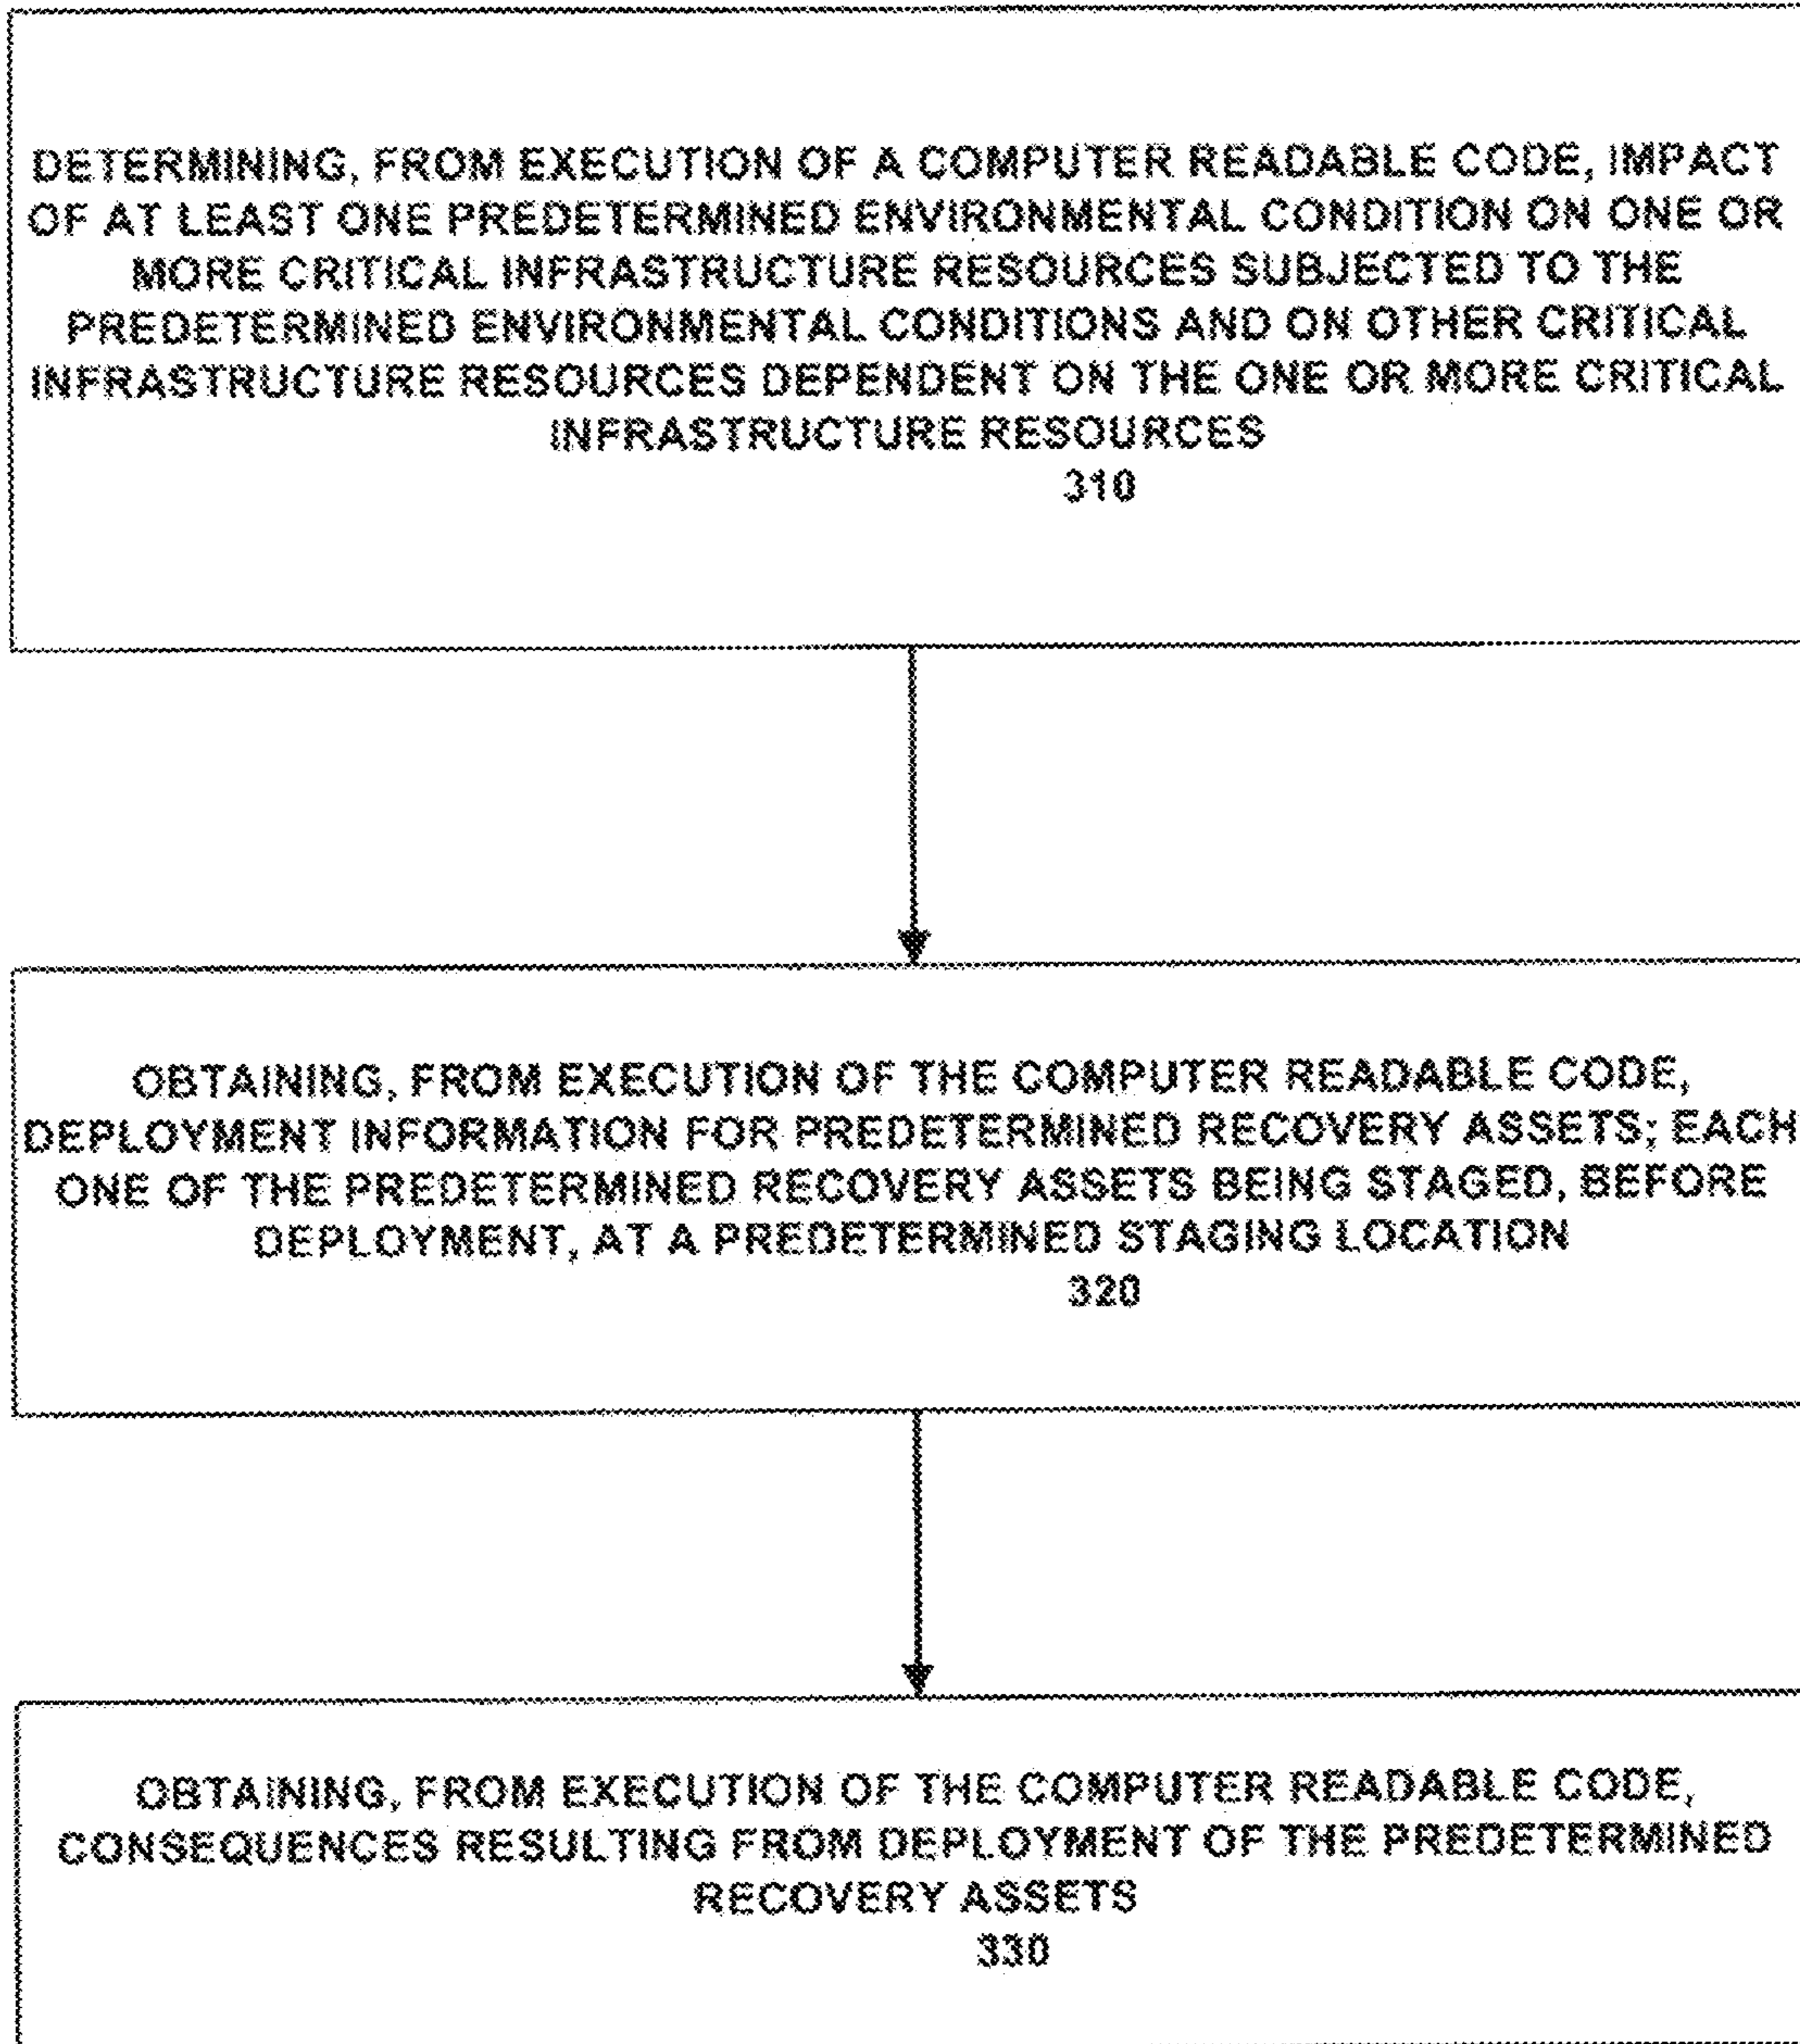 DETERMINING, FROM EXECUTION OF A COMPUTER READABLE CODE, IMPACT
OF AT LEAST ONE PREDETERMINED ENVIRONMENTAL CONDITION ON ONE OR
MORE CRITICAL INFRASTRUCTURE RESOURCES SUBJECTED TO THE
PREDETERMINED ENVIRONMENTAL CONDITIONS AND ON OTHER CRITICAL
INFRASTRUCTURE RESOURCES DEPENDENT ON THE ONE OR MORE CRITICAL
INFRASTRUCTURE RESOURCES
310
OBTAINING, FROM EXECUTION OF THE COMPUTER READABLE CODE,
DEPLOYMENT INFORMATION FOR PREDETERMINED RECOVERY ASSETS; EACH
ONE OF THE PREDETERMINED RECOVERY ASSETS BEING STAGED, BEFORE
DEPLOYMENT, AT A PREDETERMINED STAGING LOCATION
320
OBTAINING, FROM EXECUTION OF THE COMPUTER READABLE CODE,
CONSEQUENCES RESULTING FROM DEPLOYMENT OF THE PREDETERMINED
RECOVERY ASSETS
330